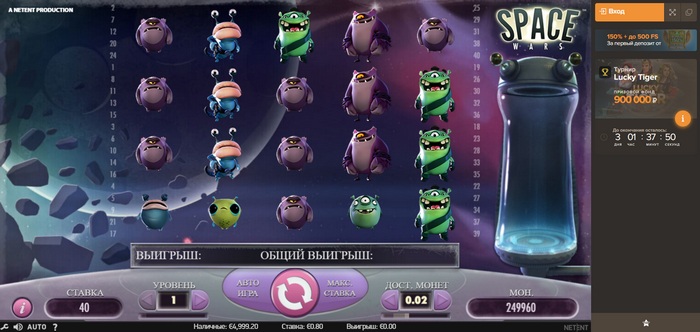 A NETENT PRODUCTION
SPACE
WARS
ВЫИГРЫШ: ОБЩИЙ ВЫИГРЫШ:
СТАВКА
40
УРОВЕНЬ
1
АВТО
ИГРА
МАКС.
СТАВКА
ДОСТ. МОНЕТ
0.02
МОН.
249960
AUTO ?
Наличные: €4,999.20 Ставка: €0.80 Выигрыш: €0.00
NETENT
Вход
150% + до 500 FS
За первый депозит от
Турнир
Lucky Tiger
ПРИЗОВОЙ ФОНД
900 000 ₽
До окончания осталось:
3 : 01 : 37 : 50
ДНЯ ЧАС МИНУТ СЕКУНД